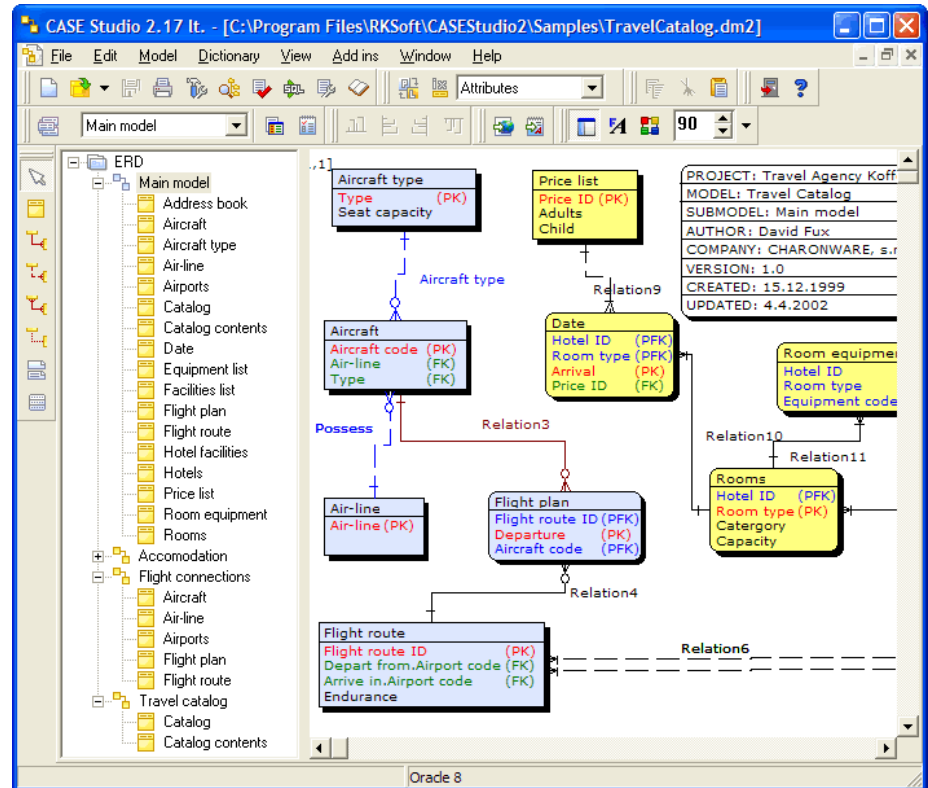 CASE Studio 2.17 lt. - [C:\Program Files\RKSoft\CASEStudio2\Samples\TravelCatalog.dm2]
File Edit Model Dictionary View Add ins Window Help
Attributes
Main model
90
ERD
Main model
Address book
Aircraft
Aircraft type
Air-line
Airports
Catalog
Catalog contents
Date
Equipment list
Facilities list
Flight plan
Flight route
Hotel facilities
Hotels
Price list
Room equipment
Rooms
Accomodation
Flight connections
Aircraft
Air-line
Airports
Flight plan
Flight route
Travel catalog
Catalog
Catalog contents
.,1]
Aircraft type
Type (PK)
Seat capacity
Price list
Price ID (PK)
Adults
Child
PROJECT: Travel Agency Koff
MODEL: Travel Catalog
SUBMODEL: Main model
AUTHOR: David Fux
COMPANY: CHARONWARE, s.r
VERSION: 1.0
CREATED: 15.12.1999
UPDATED: 4.4.2002
Aircraft type
Relation9
Aircraft
Aircraft code (PK)
Air-line (FK)
Type (FK)
Date
Hotel ID (PFK)
Room type (PFK)
Arrival (PK)
Price ID (FK)
Room equipmen
Hotel ID
Room type
Equipment code
Possess
Relation3
Relation10
Relation11
Air-line
Air-line (PK)
Flight plan
Flight route ID (PFK)
Departure (PK)
Aircraft code (PFK)
Rooms
Hotel ID (PFK)
Room type (PK)
Catergory
Capacity
Relation4
Flight route
Flight route ID (PK)
Depart from.Airport code (FK)
Arrive in.Airport code (FK)
Endurance
Relation6
Oracle 8